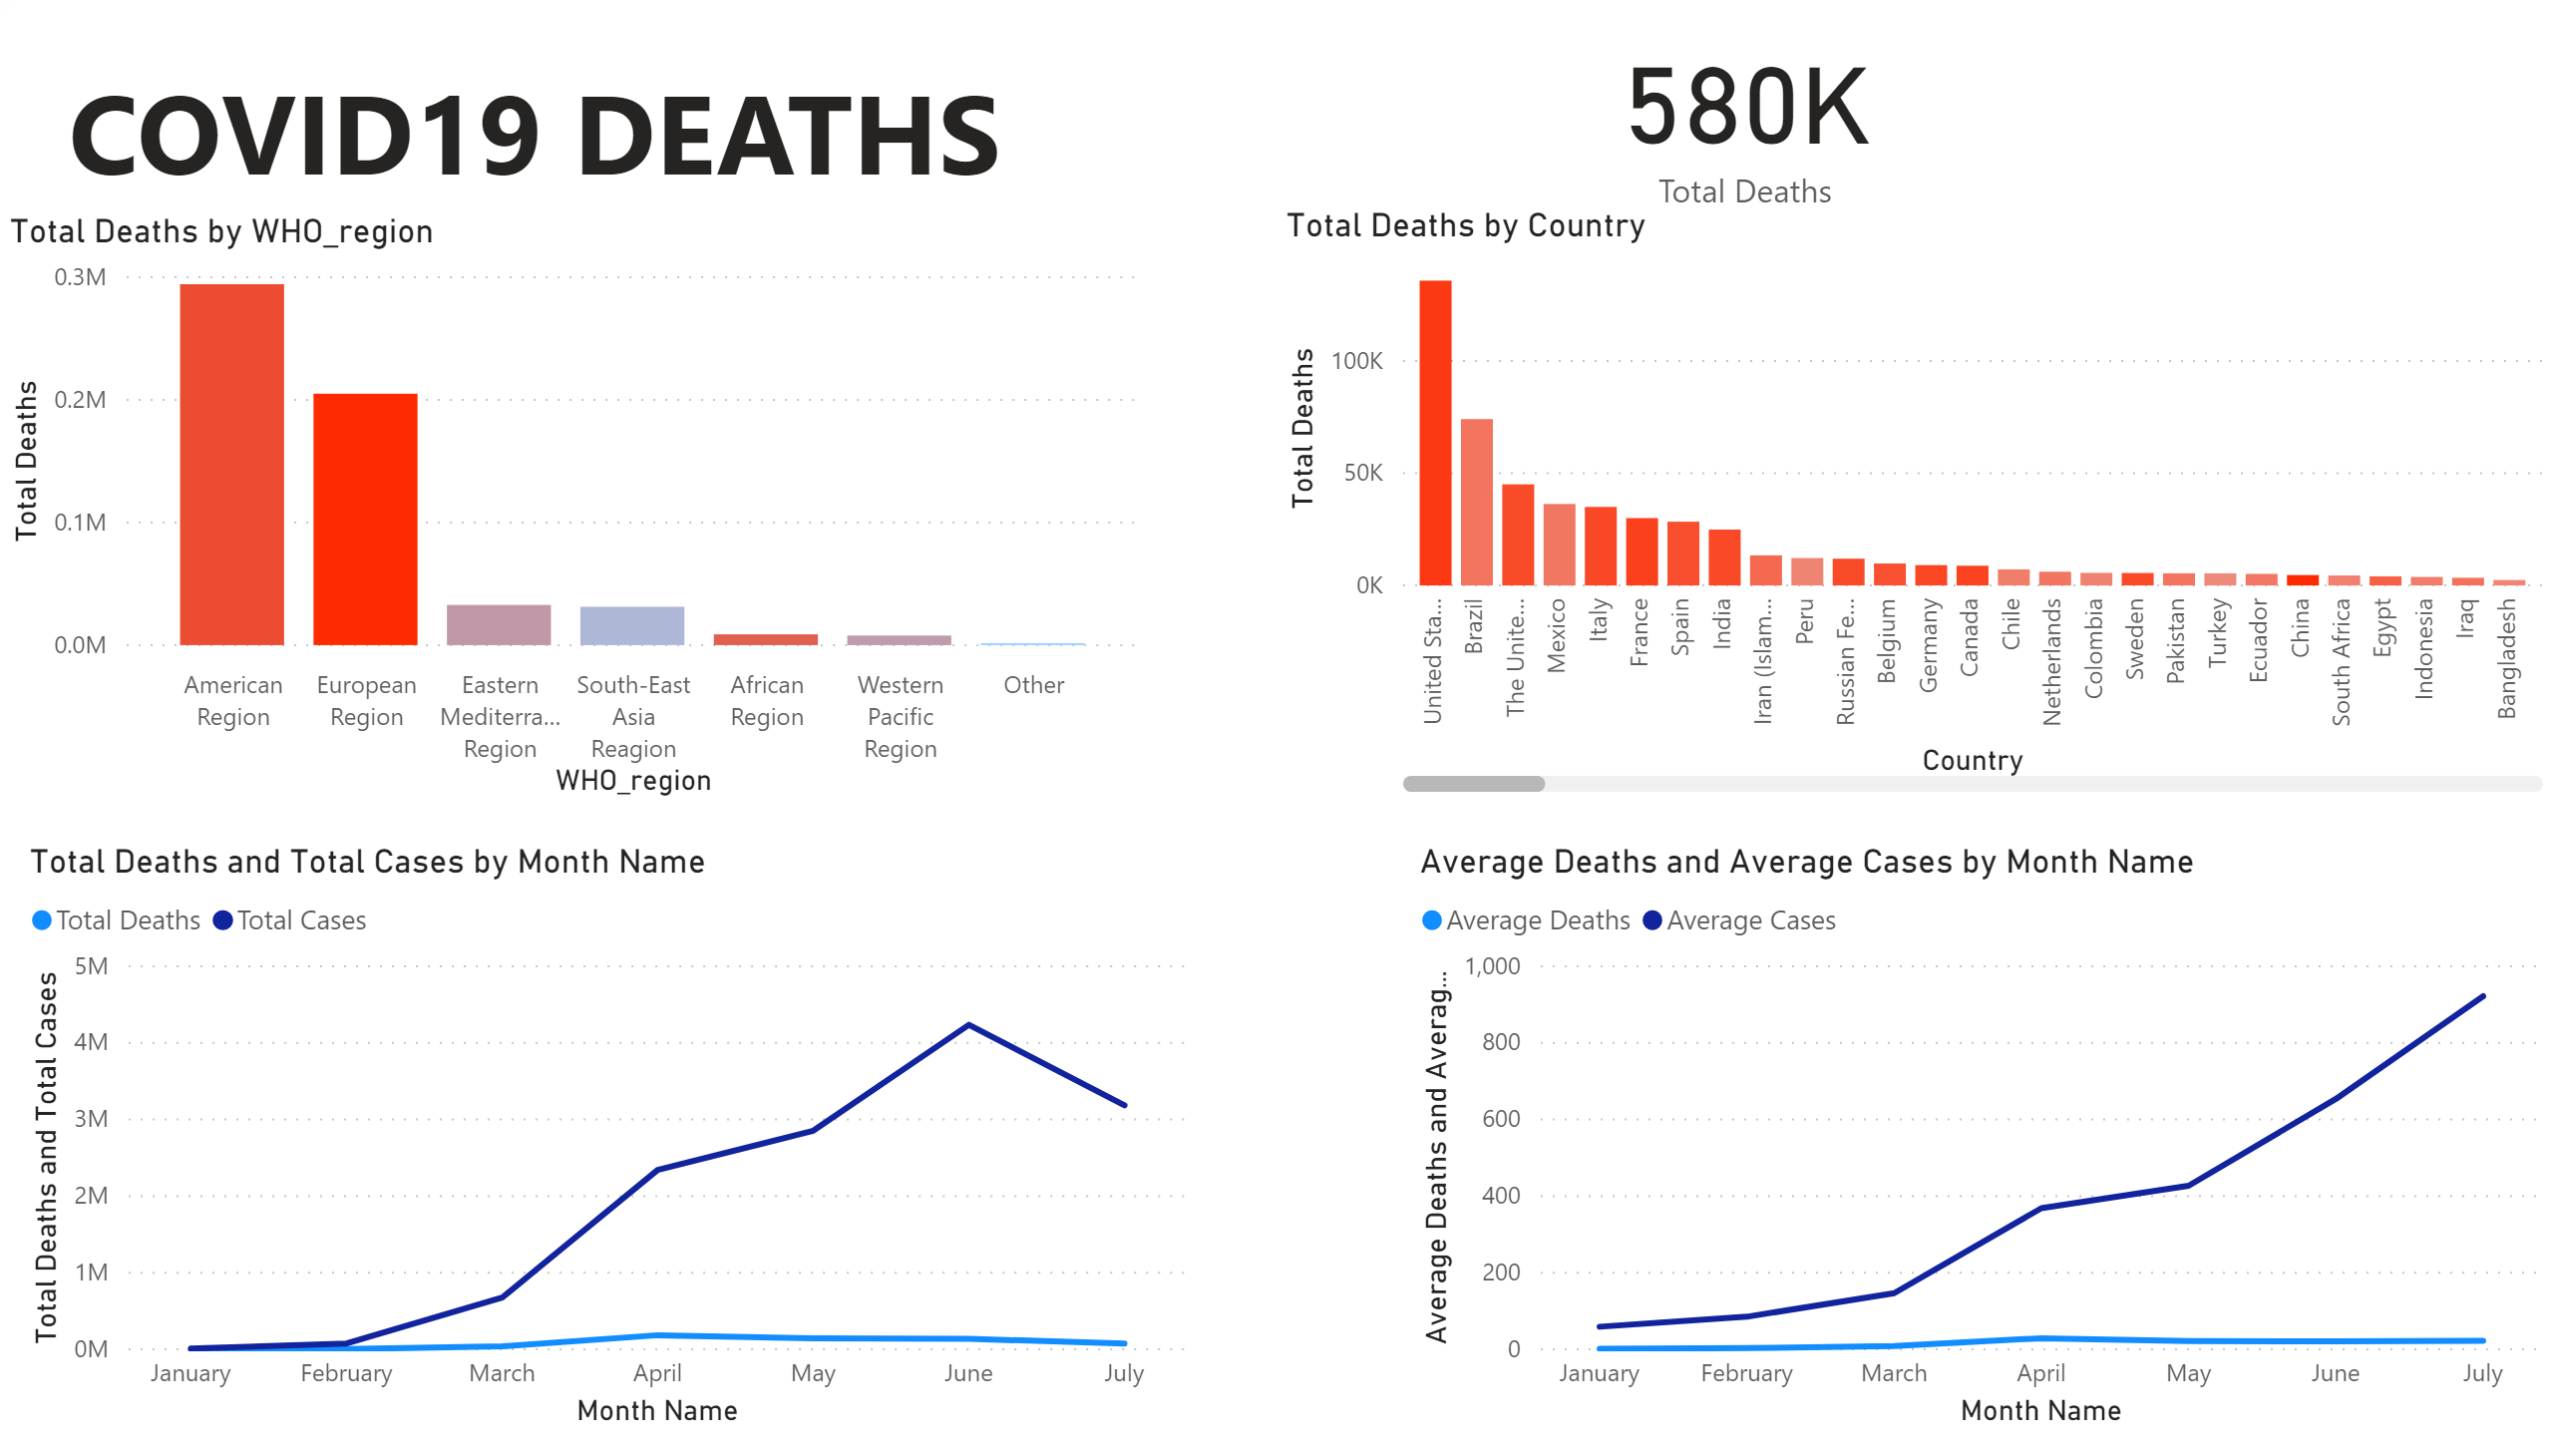 COVID19 DEATHS
580K
Total Deaths
Total Deaths by WHO_region
Total Deaths
0.3M
0.2M
0.1M
0.0M
American Region
European Region
Eastern Mediterra... Region
South-East Asia Reagion
African Region
Western Pacific Region
Other
WHO_region
Total Deaths by Country
Total Deaths
100K
50K
0K
United Sta...
Brazil
The Unite...
Mexico
Italy
France
Spain
India
Iran (Islam...
Peru
Russian Fe...
Belgium
Germany
Canada
Chile
Netherlands
Colombia
Sweden
Pakistan
Turkey
Ecuador
China
South Africa
Egypt
Indonesia
Iraq
Bangladesh
Country
Total Deaths and Total Cases by Month Name
Total Deaths Total Cases
Total Deaths and Total Cases
5M
4M
3M
2M
1M
0M
January February March April May June July
Month Name
Average Deaths and Average Cases by Month Name
Average Deaths Average Cases
Average Deaths and Averag...
1,000
800
600
400
200
0
January February March April May June July
Month Name